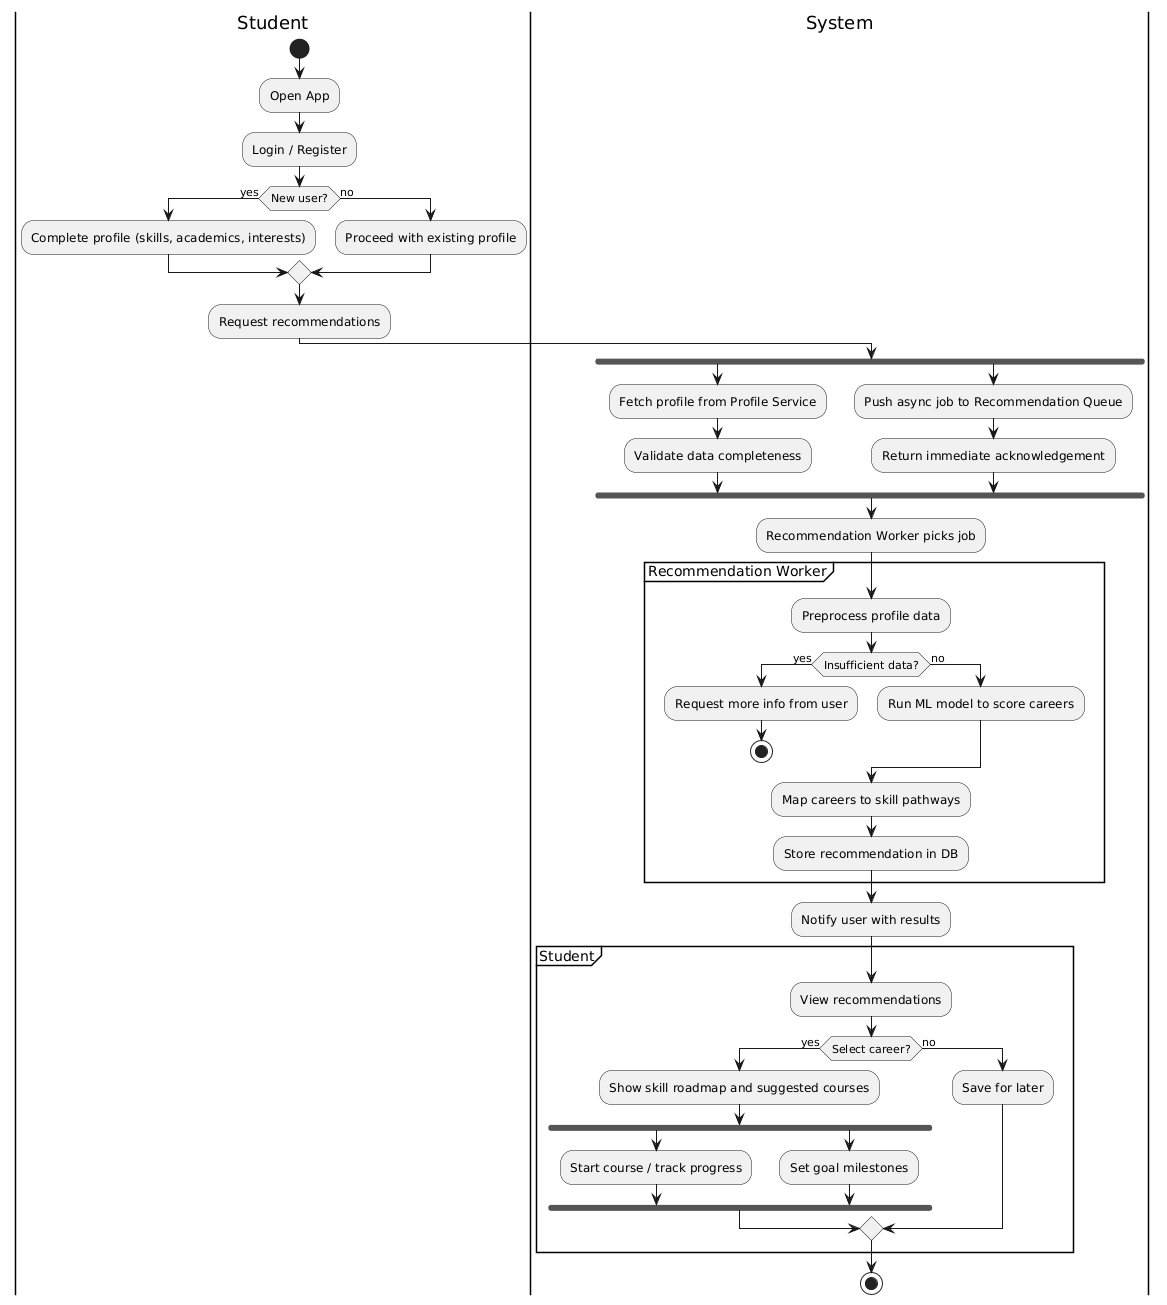 Student
System
Open App
Login / Register
yes
New user?
no
Complete profile (skills, academics, interests)
Proceed with existing profile
Request recommendations
Fetch profile from Profile Service
Push async job to Recommendation Queue
Validate data completeness
Return immediate acknowledgement
Recommendation Worker picks job
Recommendation Worker
Preprocess profile data
yes
Insufficient data?
no
Request more info from user
Run ML model to score careers
Map careers to skill pathways
Store recommendation in DB
Notify user with results
Student
View recommendations
yes
Select career?
no
Show skill roadmap and suggested courses
Save for later
Start course / track progress
Set goal milestones